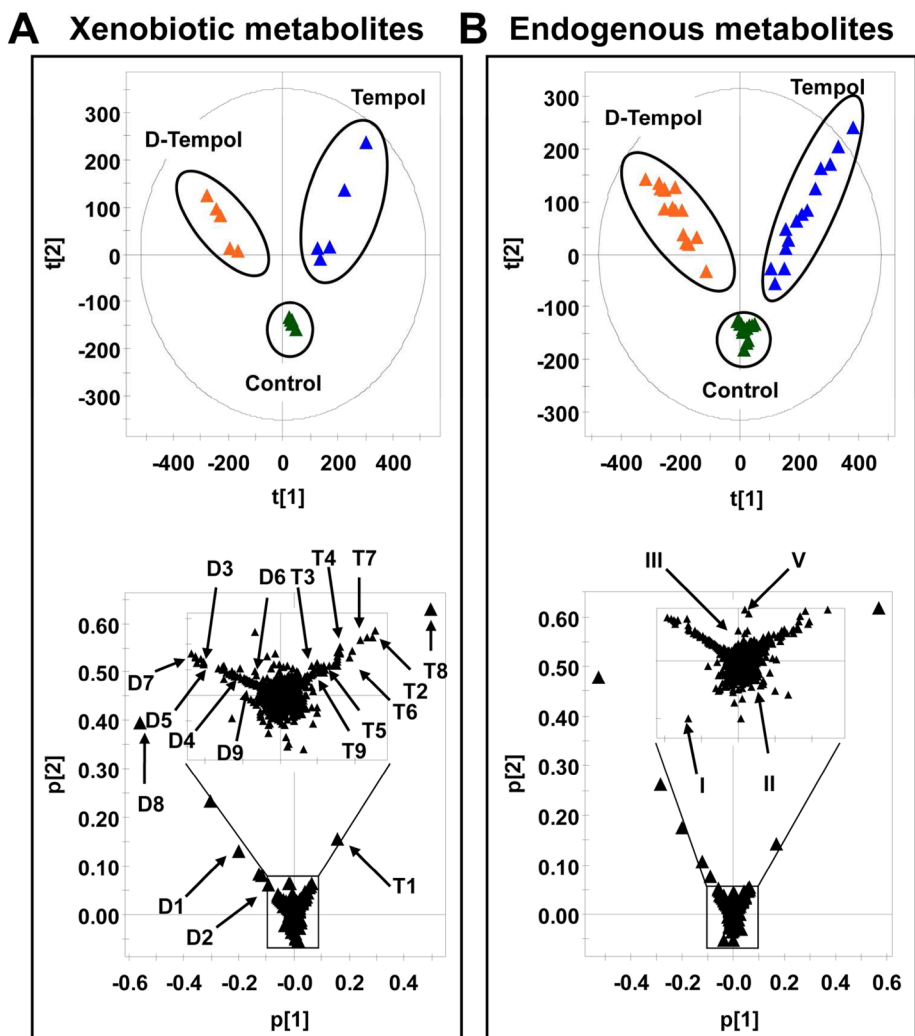 A Xenobiotic metabolites
B Endogenous metabolites
D-Tempol
Tempol
Control
t[2]
300
200
100
0
-100
-200
-300
-400 -200 0 200 400
t[1]
D-Tempol
Tempol
Control
t[2]
300
200
100
0
-100
-200
-300
-400 -200 0 200 400
t[1]
D3
D6
T3
T4
T7
D7
D5
D4
D9
D8
T8
T2
T6
T5
T9
D1
D2
T1
p[2]
0.60
0.50
0.40
0.30
0.20
0.10
0.00
-0.6 -0.4 -0.2 -0.0 0.2 0.4
p[1]
III
V
I
II
p[2]
0.60
0.50
0.40
0.30
0.20
0.10
0.00
-0.6 -0.4 -0.2 -0.0 0.2 0.4 0.6
p[1]